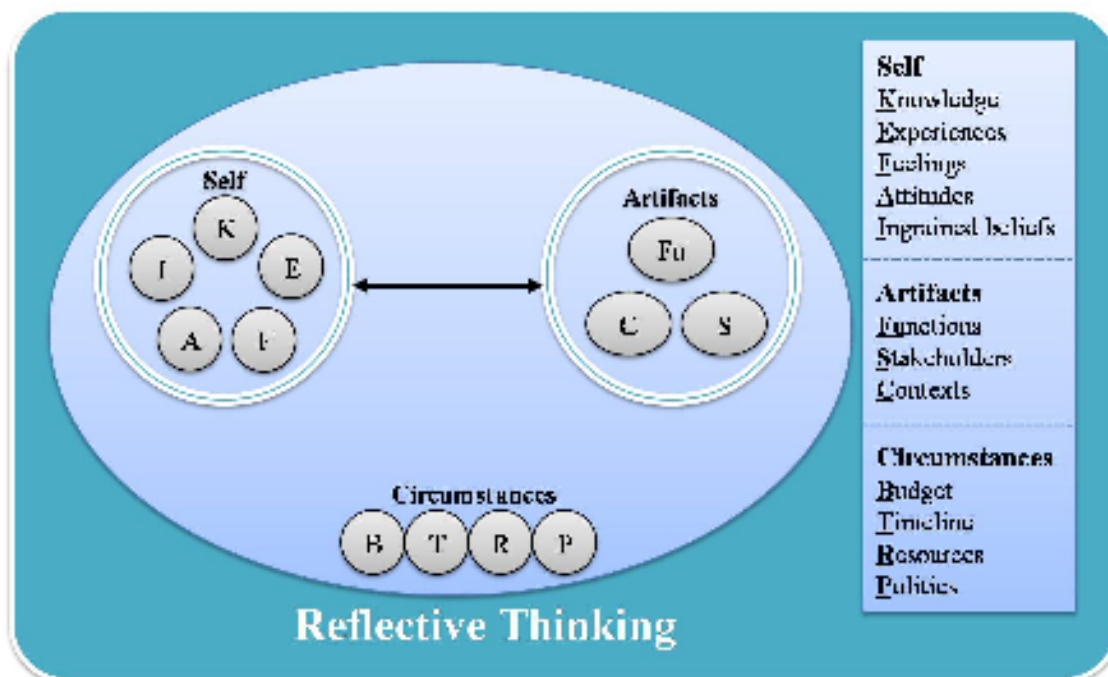 Self
K
I
E
A
F
Artifacts
Fu
C
S
Circumstances
B
T
R
P
Reflective Thinking
Self
Knowledge
Experiences
Feelings
Attitudes
Ingrained beliefs
Artifacts
Functions
Stakeholders
Contexts
Circumstances
Budget
Timeline
Resources
Politics